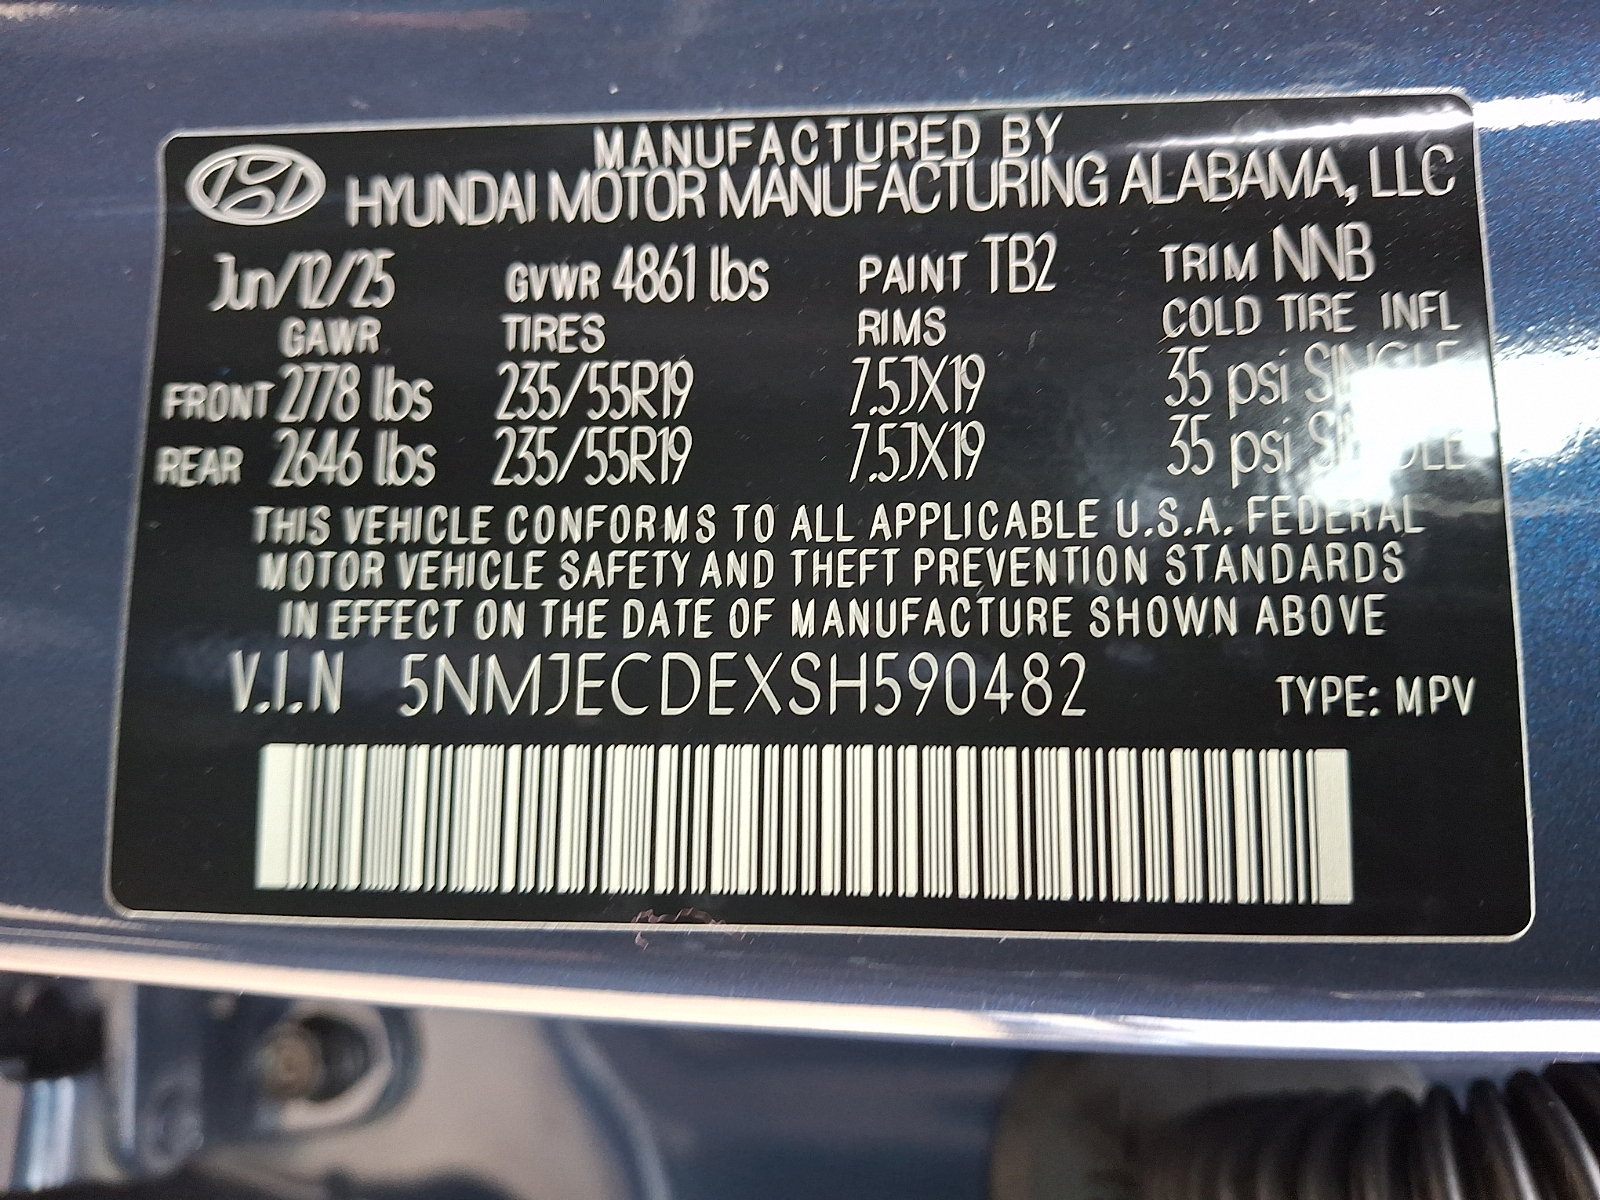 MANUFACTURED BY
HYUNDAI MOTOR MANUFACTURING ALABAMA, LLC
Jun/12/25 GVWR 4861 lbs PAINT TB2 TRIM NNB
GAWR TIRES RIMS COLD TIRE INFL
FRONT 2778 lbs 235/55R19 7.5JX19 35 psi SINGLE
REAR 2646 lbs 235/55R19 7.5JX19 35 psi SINGLE
THIS VEHICLE CONFORMS TO ALL APPLICABLE U.S.A. FEDERAL
MOTOR VEHICLE SAFETY AND THEFT PREVENTION STANDARDS
IN EFFECT ON THE DATE OF MANUFACTURE SHOWN ABOVE
V.I.N 5NMJECDEXSH590482 TYPE: MPV